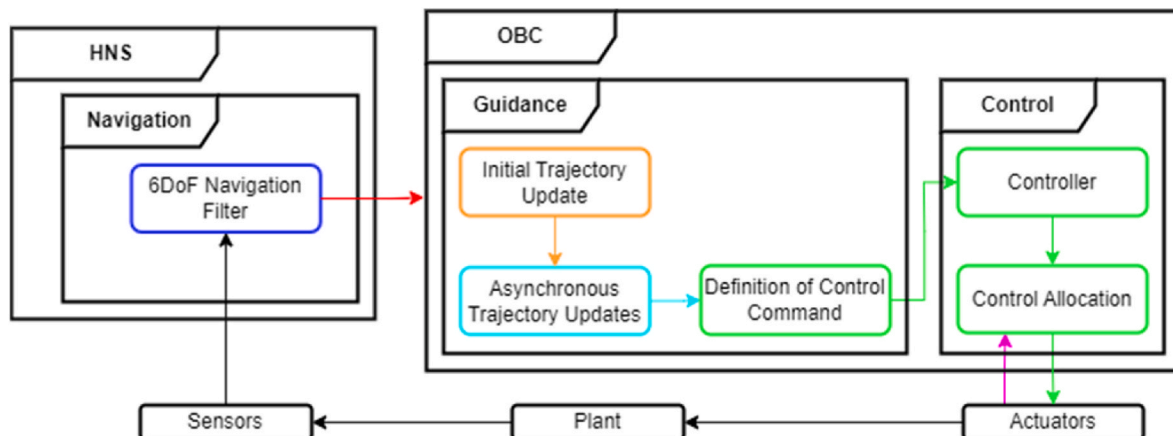 HNS
Navigation
6DoF Navigation
Filter
OBC
Guidance
Initial Trajectory
Update
Asynchronous
Trajectory Updates
Definition of Control
Command
Control
Controller
Control Allocation
Sensors
Plant
Actuators